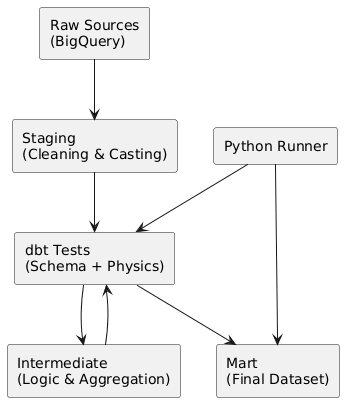 Raw Sources
(BigQuery)
Staging
(Cleaning & Casting)
Python Runner
dbt Tests
(Schema + Physics)
Intermediate
(Logic & Aggregation)
Mart
(Final Dataset)